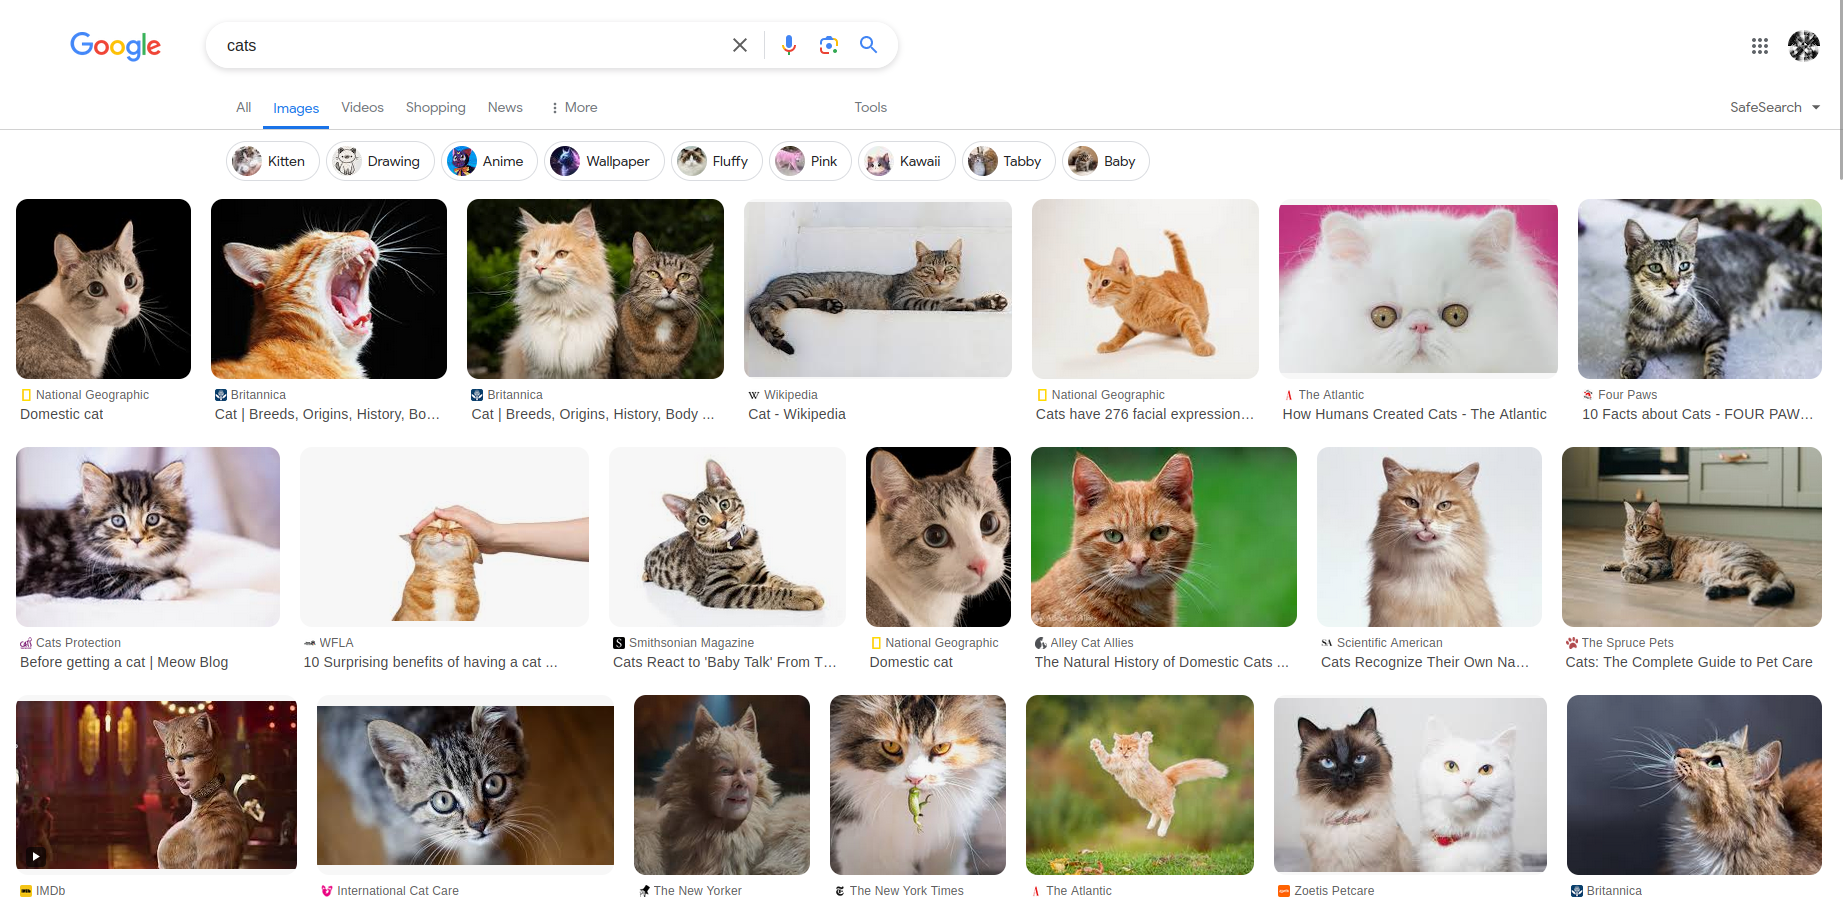 Google
cats
All Images Videos Shopping News More Tools SafeSearch
Kitten Drawing Anime Wallpaper Fluffy Pink Kawaii Tabby Baby
National Geographic Britannica Britannica Wikipedia National Geographic The Atlantic Four Paws
Domestic cat Cat | Breeds, Origins, History, Bo... Cat | Breeds, Origins, History, Body ... Cat - Wikipedia Cats have 276 facial expression... How Humans Created Cats - The Atlantic 10 Facts about Cats - FOUR PAW...
Cats Protection WFLA Smithsonian Magazine National Geographic Alley Cat Allies Scientific American The Spruce Pets
Before getting a cat | Meow Blog 10 Surprising benefits of having a cat ... Cats React to 'Baby Talk' From T... Domestic cat The Natural History of Domestic Cats ... Cats Recognize Their Own Na... Cats: The Complete Guide to Pet Care
IMDb International Cat Care The New Yorker The New York Times The Atlantic Zoetis Petcare Britannica